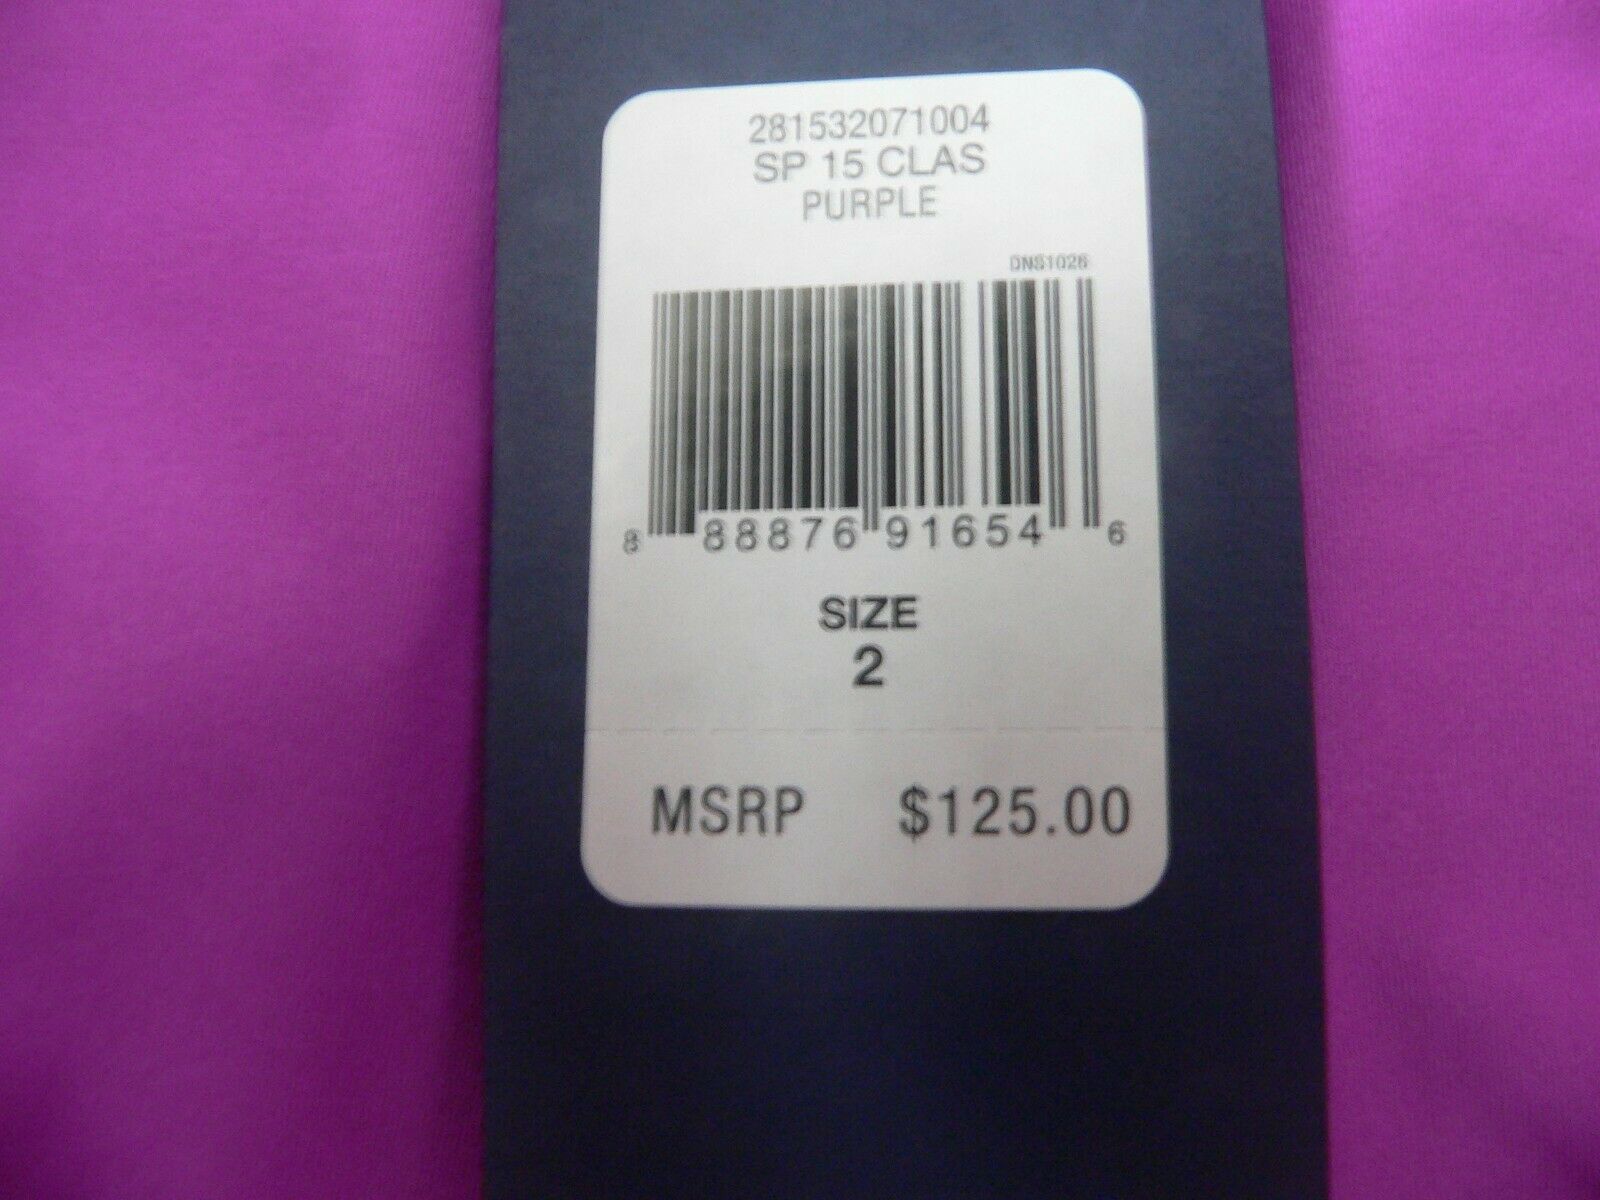 281532071004
SP 15 CLAS
PURPLE
DNS1026
8 88876 91654 6
SIZE
2
MSRP $125.00